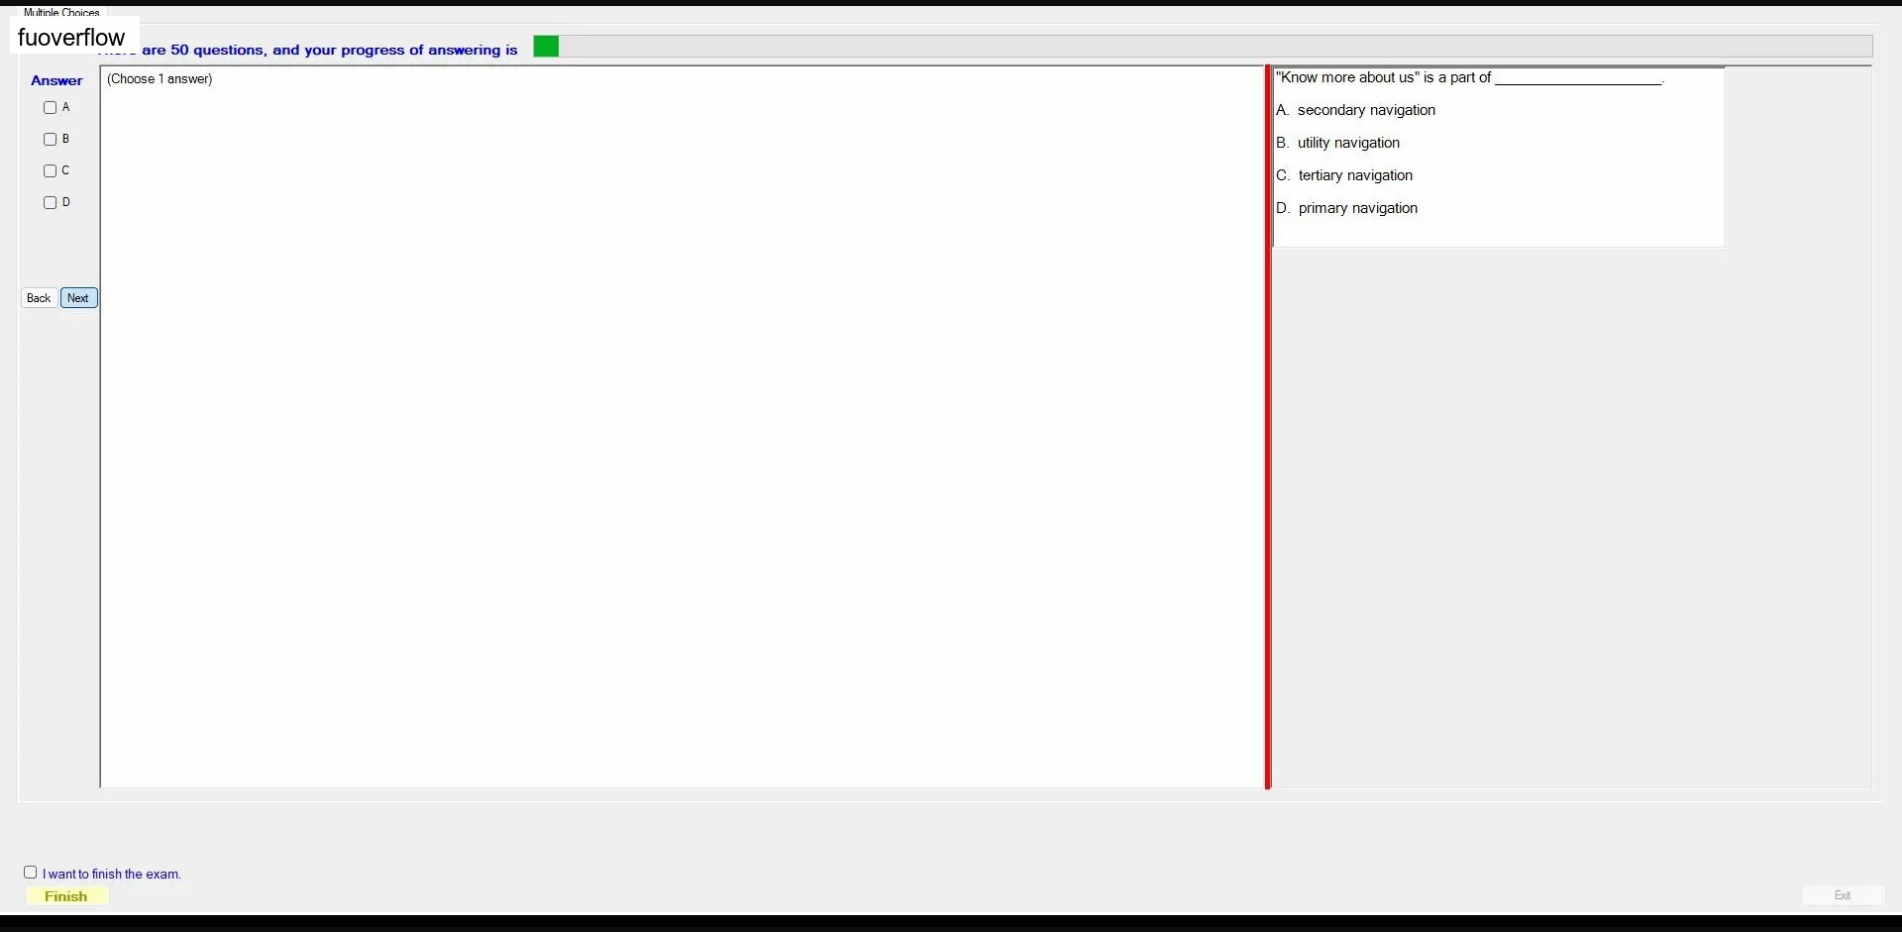 Multiple Choices
fuoverflow
are 50 questions, and your progress of answering is
Answer
A
B
C
D
Back Next
(Choose 1 answer)
"Know more about us" is a part of ____________________.
A. secondary navigation
B. utility navigation
C. tertiary navigation
D. primary navigation
I want to finish the exam.
Finish
Exit